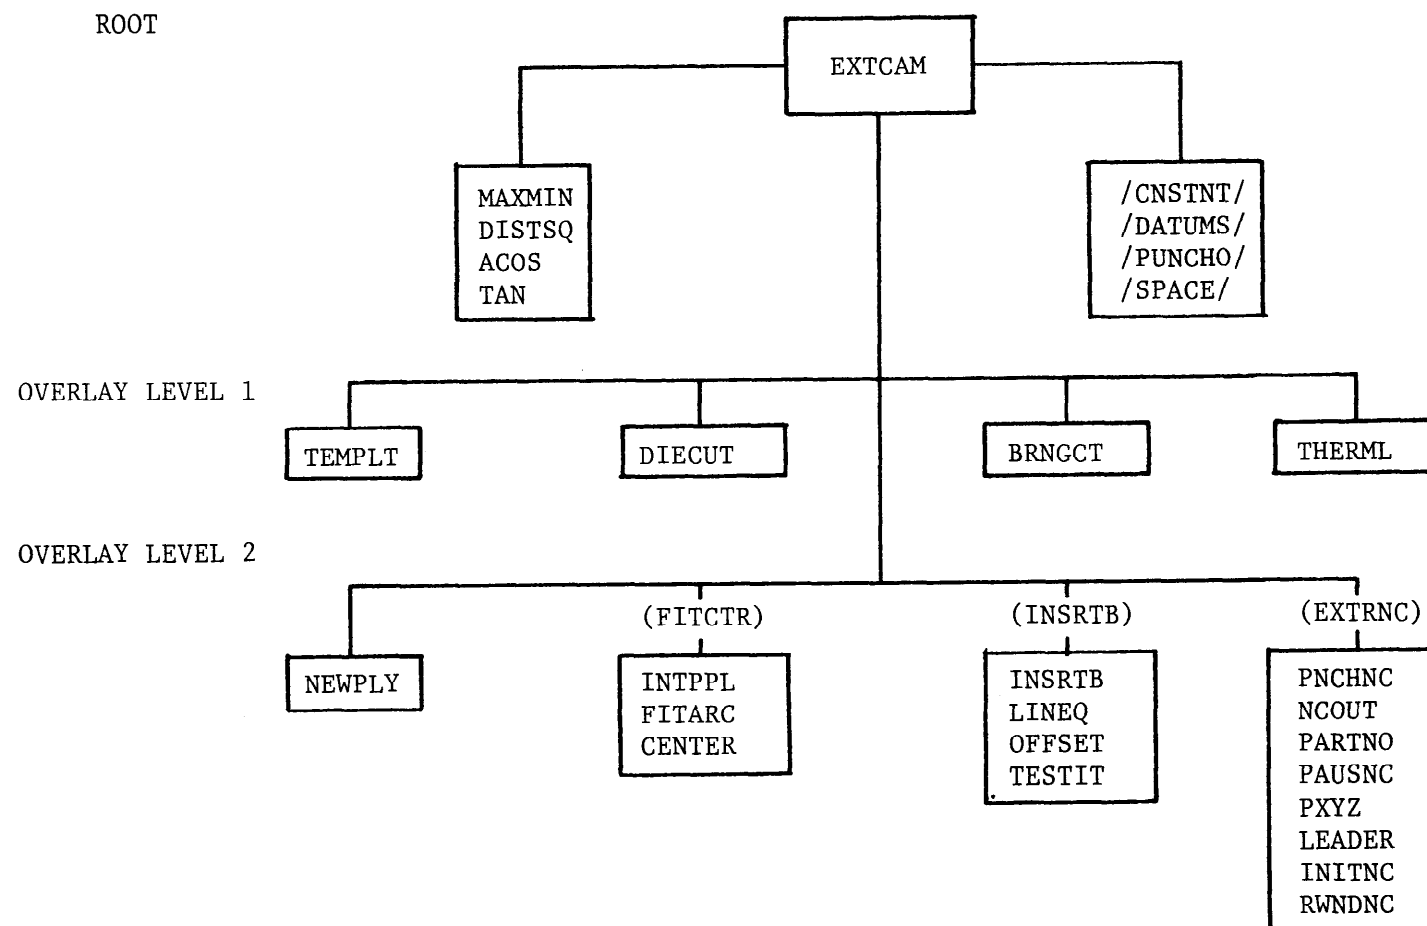 ROOT
EXTCAM
MAXMIN
DISTSQ
ACOS
TAN
/CNSTNT/
/DATUMS/
/PUNCHO/
/SPACE/
OVERLAY LEVEL 1
TEMPLT
DIECUT
BRNGCT
THERML
OVERLAY LEVEL 2
NEWPLY
(FITCTR)
INTPPL
FITARC
CENTER
(INSRTB)
INSRTB
LINEQ
OFFSET
TESTIT
(EXTRNC)
PNCHNC
NCOUT
PARTNO
PAUSNC
PXYZ
LEADER
INITNC
RWNDNC